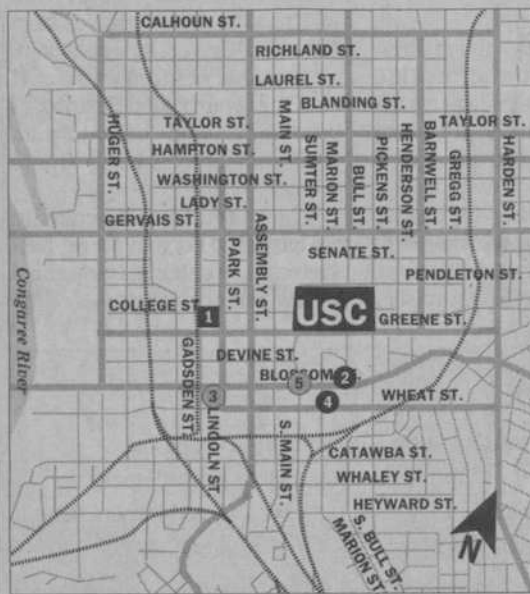 CALHOUN ST.
RICHLAND ST.
LAUREL ST.
BLANDING ST.
TAYLOR ST.
TAYLOR ST.
HUGER ST.
MAIN ST.
HAMPTON ST.
SUMTER ST.
MARION ST.
BULL ST.
PICKENS ST.
HENDERSON ST.
BARNWELL ST.
GREGG ST.
HARDEN ST.
WASHINGTON ST.
LADY ST.
GERVAIS ST.
ASSEMBLY ST.
PARK ST.
SENATE ST.
PENDLETON ST.
Congaree River
COLLEGE ST.
1
USC
GREENE ST.
GADSDEN ST.
DEVINE ST.
BLOSSOM ST.
5
2
3
4
WHEAT ST.
LINCOLN ST
S. MAIN ST.
CATAWBA ST.
WHALEY ST.
HEYWARD ST.
S. BULL ST.
MARION ST.
N